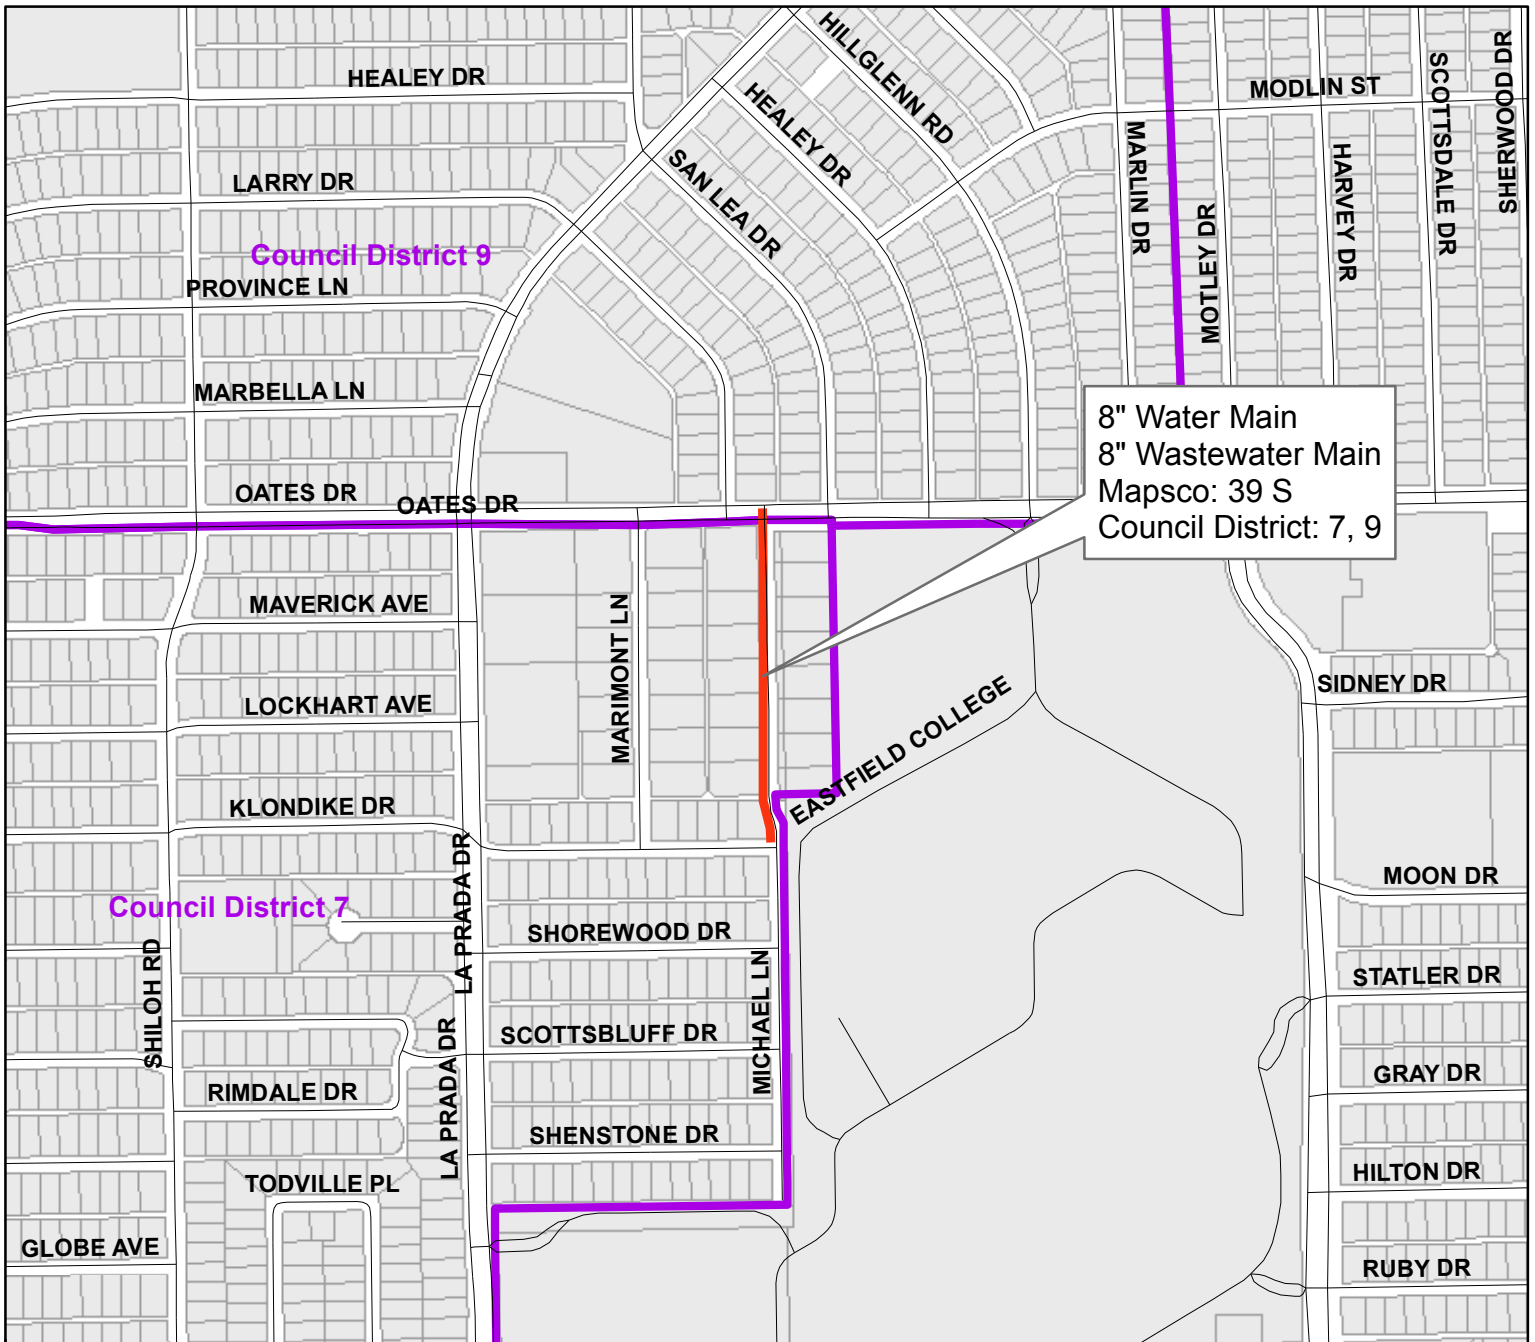 HILLGLENN RD
SHERWOOD DR
SCOTTSDALE DR
HEALEY DR
MODLIN ST
HEALEY DR
MARLIN DR
HARVEY DR
SAN LEA DR
LARRY DR
MOTLEY DR
Council District 9
PROVINCE LN
MARBELLA LN
8" Water Main
8" Wastewater Main
Mapsco: 39 S
Council District: 7, 9
OATES DR
OATES DR
MAVERICK AVE
MARIMONT LN
SIDNEY DR
LOCKHART AVE
EASTFIELD COLLEGE
KLONDIKE DR
LA PRADA DR
MOON DR
Council District 7
SHOREWOOD DR
SHILOH RD
MICHAEL LN
STATLER DR
SCOTTSBLUFF DR
LA PRADA DR
GRAY DR
RIMDALE DR
SHENSTONE DR
HILTON DR
TODVILLE PL
GLOBE AVE
RUBY DR